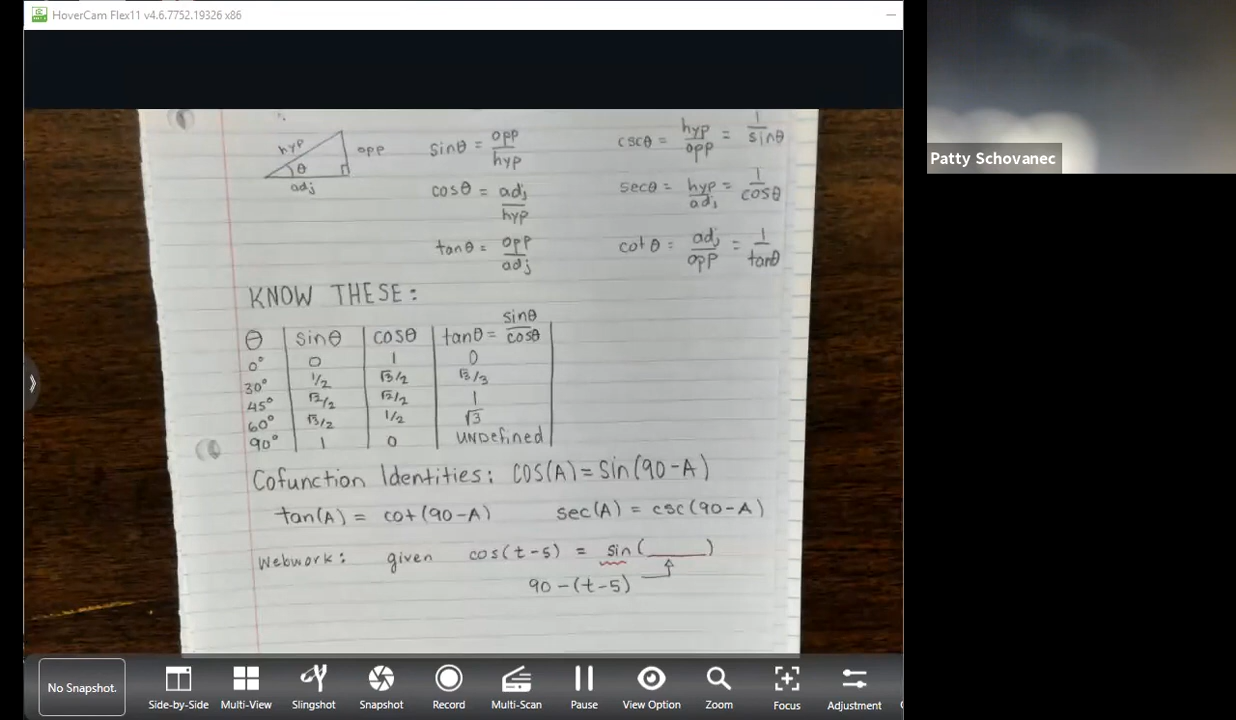 HoverCam Flex11 v4.6.7752.19326 x86
Patty Schovanec
hyp opp θ adj
sinθ = opp/hyp cscθ = hyp/opp = 1/sinθ
cosθ = adj/hyp secθ = hyp/adj = 1/cosθ
tanθ = opp/adj cotθ = adj/opp = 1/tanθ
KNOW THESE:
θ sinθ cosθ tanθ = sinθ/cosθ
0° 0 1 0
30° 1/2 √3/2 √3/3
45° √2/2 √2/2 1
60° √3/2 1/2 √3
90° 1 0 UNDefined
Cofunction Identities: cos(A) = sin(90-A)
tan(A) = cot(90-A) sec(A) = csc(90-A)
Webwork: given cos(t-5) = sin(____)
90-(t-5)
No Snapshot.
Side-by-Side Multi-View Slingshot Snapshot Record Multi-Scan Pause View Option Zoom Focus Adjustment